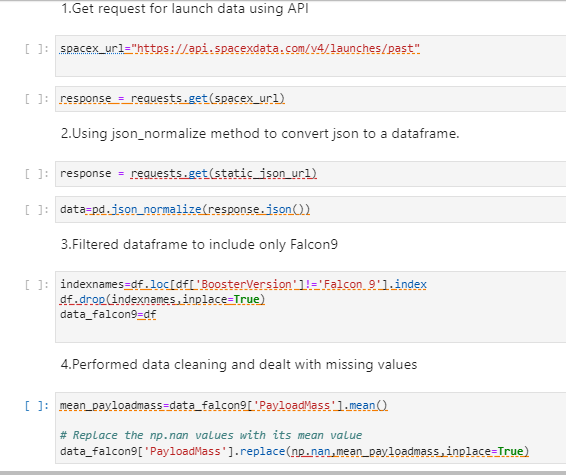 1.Get request for launch data using API
[ ]: spacex_url="https://api.spacexdata.com/v4/launches/past"
[ ]: response = requests.get(spacex_url)
2.Using json_normalize method to convert json to a dataframe.
[ ]: response = requests.get(static_json_url)
[ ]: data=pd.json_normalize(response.json())
3.Filtered dataframe to include only Falcon9
[ ]: indexnames=df.loc[df['BoosterVersion']!='Falcon 9'].index
df.drop(indexnames,inplace=True)
data_falcon9=df
4.Performed data cleaning and dealt with missing values
[ ]: mean_payloadmass=data_falcon9['PayloadMass'].mean()
# Replace the np.nan values with its mean value
data_falcon9['PayloadMass'].replace(np.nan,mean_payloadmass,inplace=True)